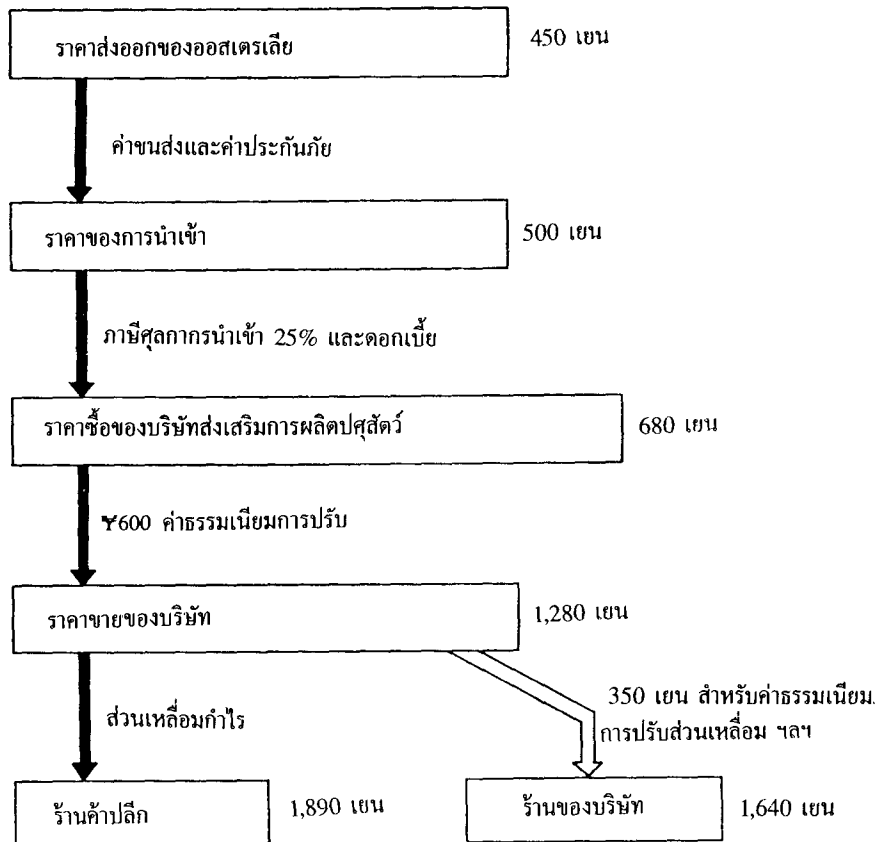 ราคาส่งออกของออสเตรเลีย 450 เยน
ค่าขนส่งและค่าประกันภัย
ราคาของการนำเข้า 500 เยน
ภาษีศุลกากรนำเข้า 25% และดอกเบี้ย
ราคาซื้อของบริษัทส่งเสริมการผลิตปศุสัตว์ 680 เยน
¥600 ค่าธรรมเนียมการปรับ
ราคาขายของบริษัท 1,280 เยน
ส่วนเหลื่อมกำไร
350 เยน สำหรับค่าธรรมเนียม
การปรับส่วนเหลื่อม ฯลฯ
ร้านค้าปลีก 1,890 เยน
ร้านของบริษัท 1,640 เยน